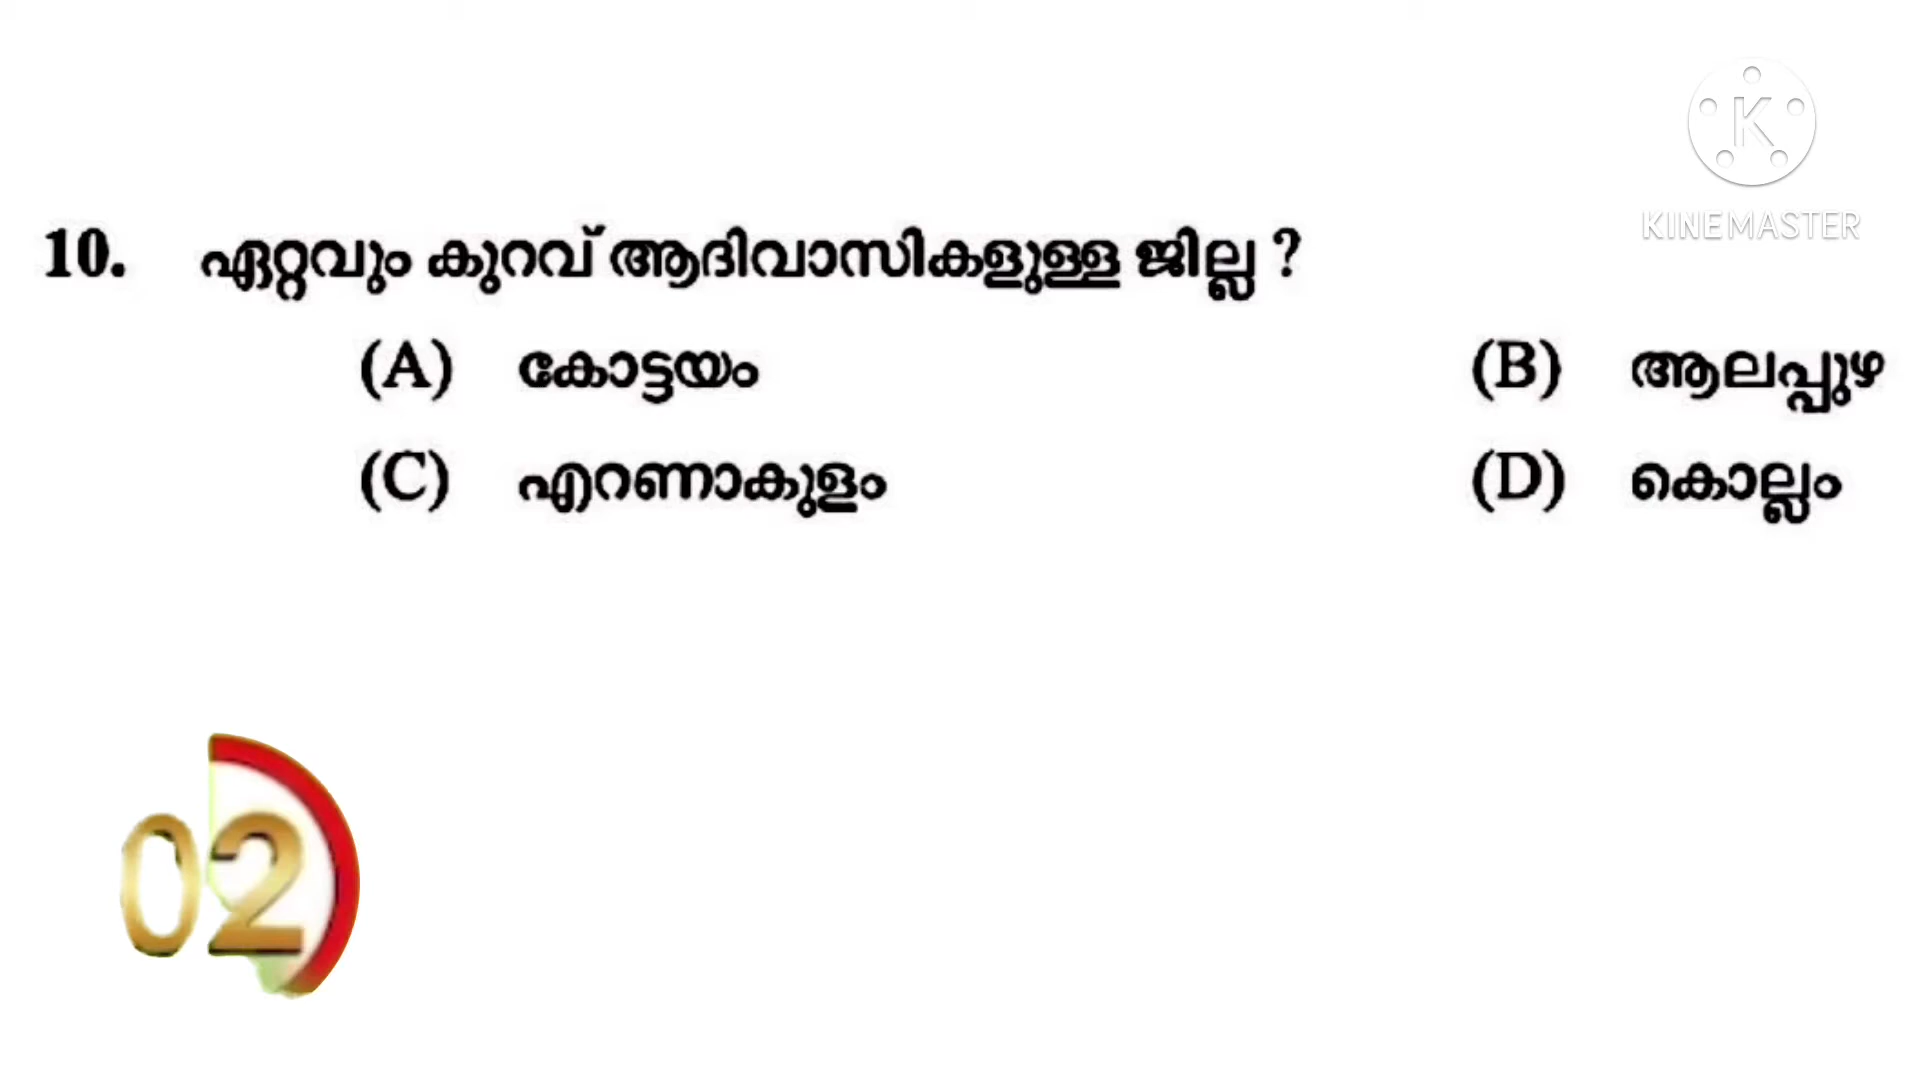 K
KINEMASTER
10. ഏറ്റവും കുറവ് ആദിവാസികളുള്ള ജില്ല ?
(A) കോട്ടയം (B) ആലപ്പുഴ
(C) എറണാകുളം (D) കൊല്ലം
02